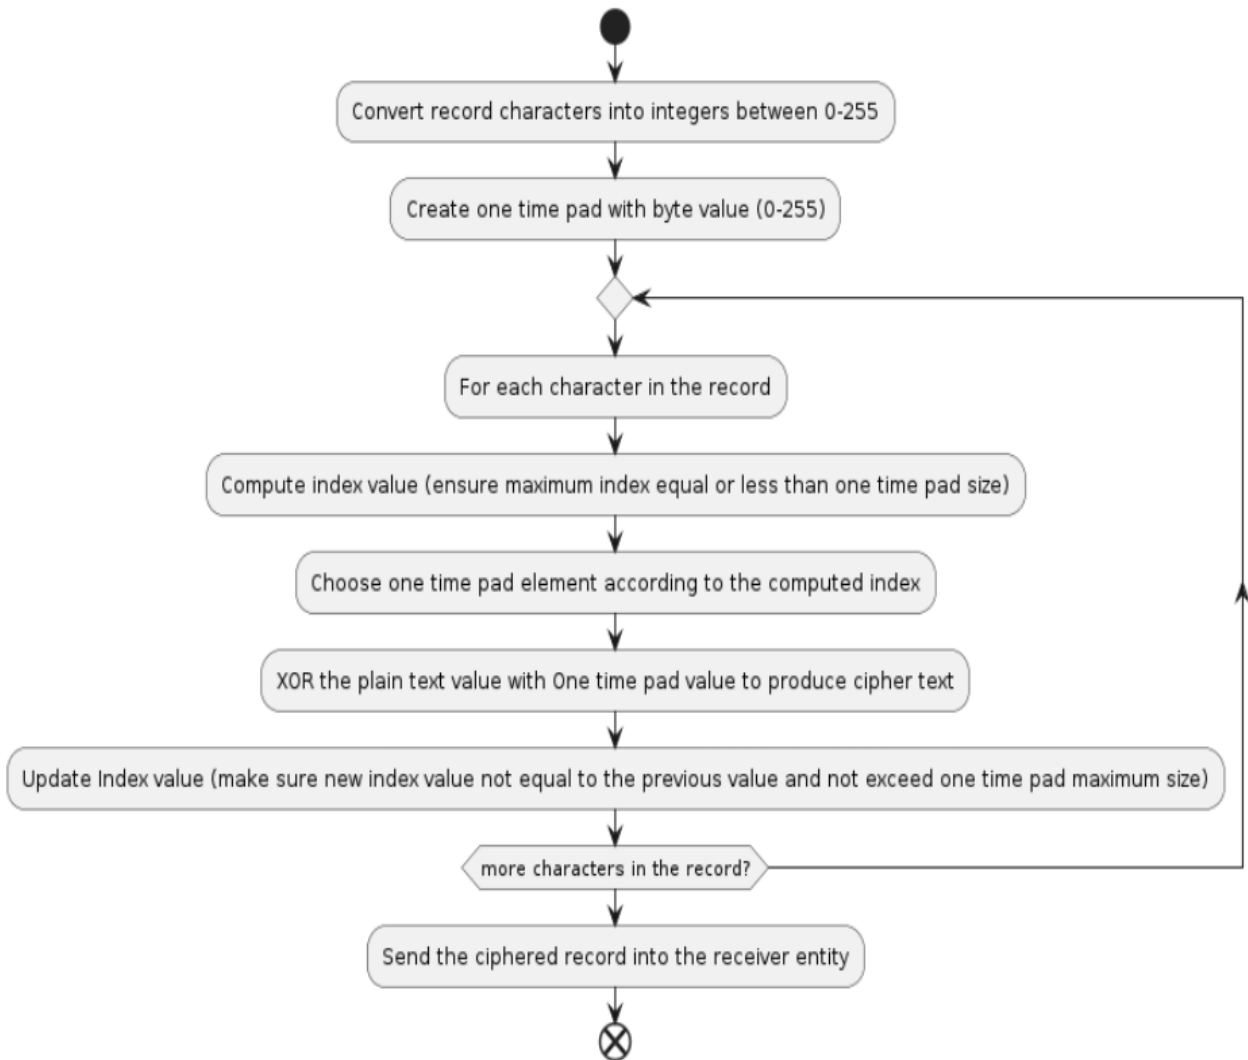 Convert record characters into integers between 0-255
Create one time pad with byte value (0-255)
For each character in the record
Compute index value (ensure maximum index equal or less than one time pad size)
Choose one time pad element according to the computed index
XOR the plain text value with One time pad value to produce cipher text
Update Index value (make sure new index value not equal to the previous value and not exceed one time pad maximum size)
more characters in the record?
Send the ciphered record into the receiver entity